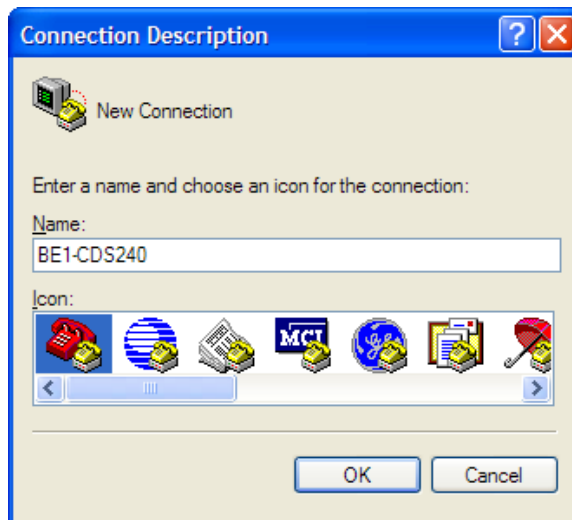 Connection Description
New Connection
Enter a name and choose an icon for the connection:
Name:
BE1-CDS240
Icon:
MCI
OK
Cancel